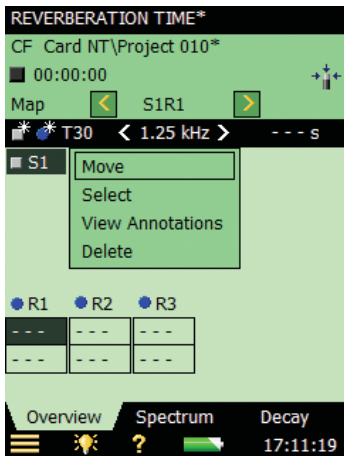 REVERBERATION TIME*
CF Card NT\Project 010*
00:00:00
Map < S1R1 >
T30 < 1.25 kHz > - - - s
S1
Move
Select
View Annotations
Delete
R1 R2 R3
- - - - - - - - -
- - - - - - - - -
Overview Spectrum Decay
? 17:11:19